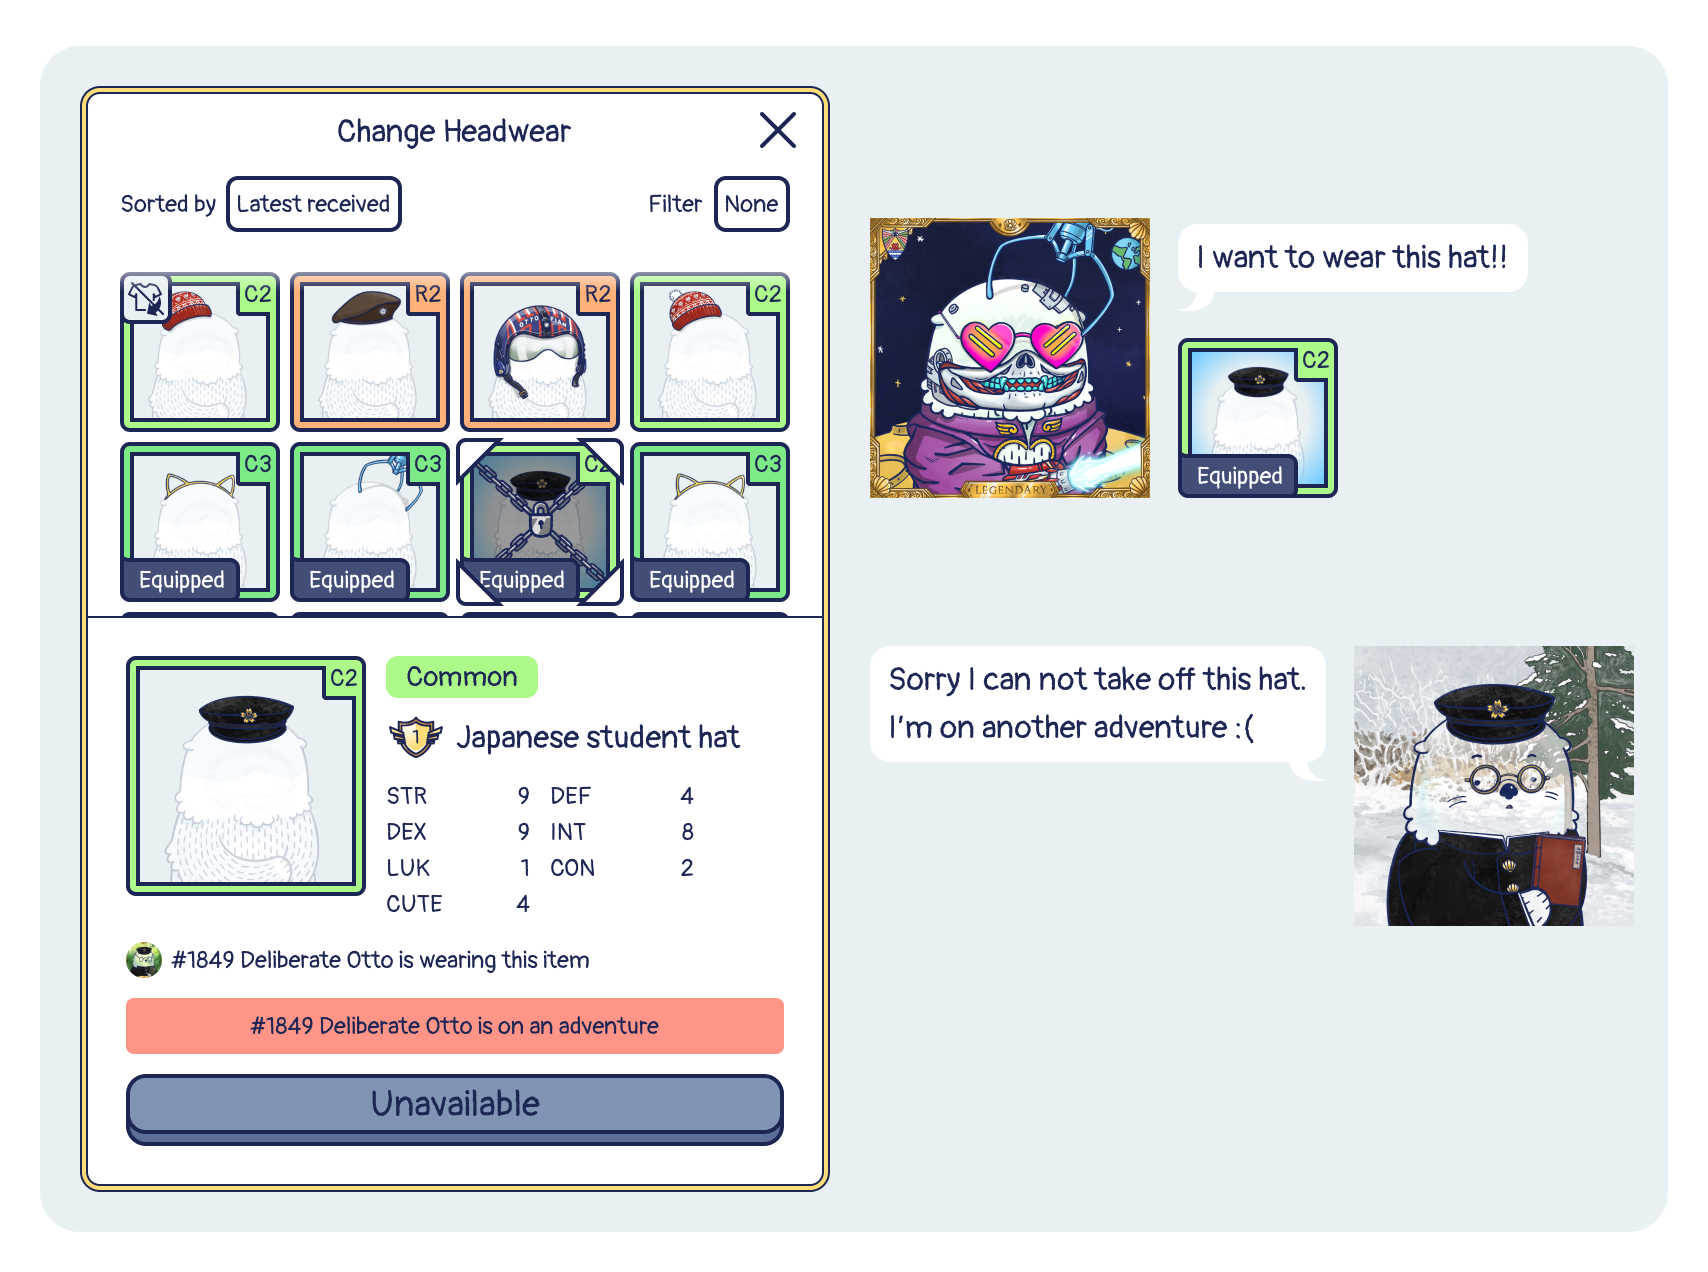 Change Headwear
Sorted by Latest received Filter None
C2 R2 R2 C2
OTTO
C3 C3 C2 C3
Equipped Equipped Equipped Equipped
C2
Common
1 Japanese student hat
STR 9 DEF 4
DEX 9 INT 8
LUK 1 CON 2
CUTE 4
#1849 Deliberate Otto is wearing this item
#1849 Deliberate Otto is on an adventure
Unavailable
I want to wear this hat!!
C2
Equipped
LEGENDARY
Sorry I can not take off this hat.
I'm on another adventure :(